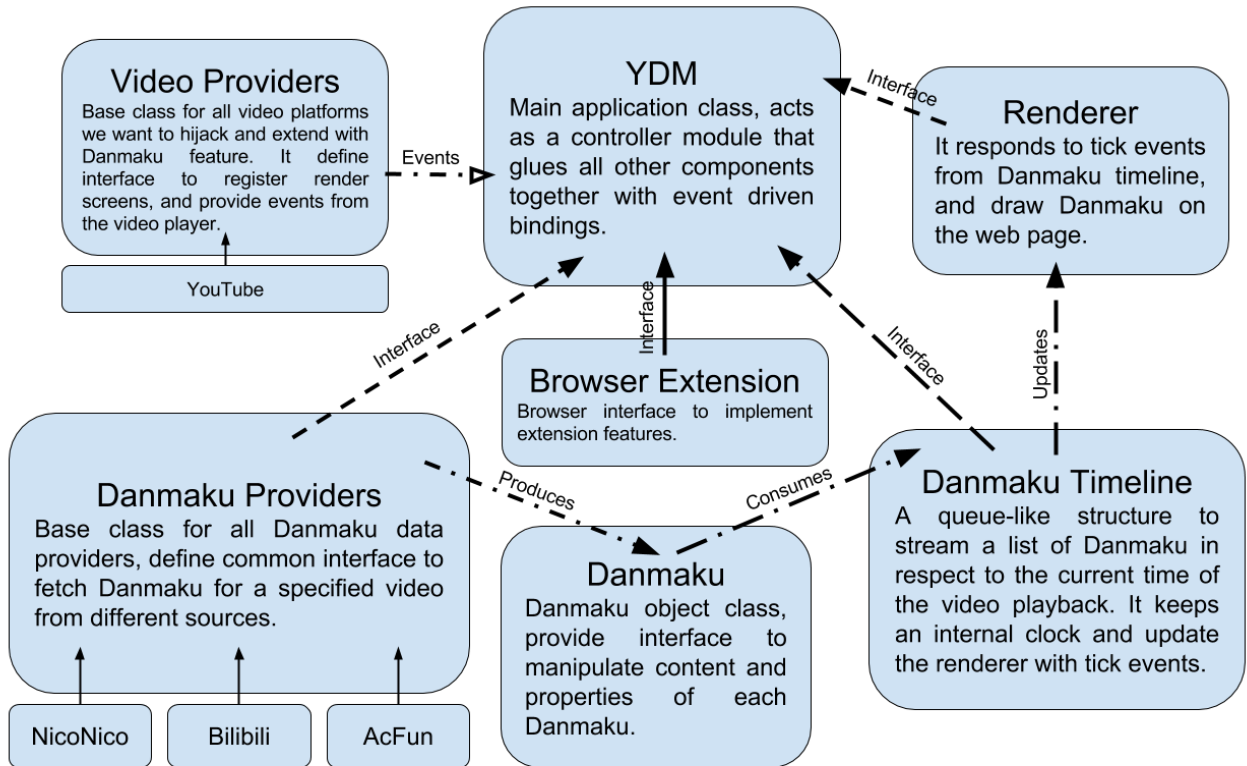 Video Providers
Base class for all video platforms
we want to hijack and extend with
Danmaku feature. It define
interface to register render
screens, and provide events from
the video player.
YouTube
Events
YDM
Main application class, acts
as a controller module that
glues all other components
together with event driven
bindings.
Interface
Renderer
It responds to tick events
from Danmaku timeline,
and draw Danmaku on
the web page.
Interface
Interface
Interface
Updates
Browser Extension
Browser interface to implement
extension features.
Danmaku Providers
Base class for all Danmaku data
providers, define common interface to
fetch Danmaku for a specified video
from different sources.
NicoNico
Bilibili
AcFun
Produces
Consumes
Danmaku
Danmaku object class,
provide interface to
manipulate content and
properties of each
Danmaku.
Danmaku Timeline
A queue-like structure to
stream a list of Danmaku in
respect to the current time of
the video playback. It keeps
an internal clock and update
the renderer with tick events.